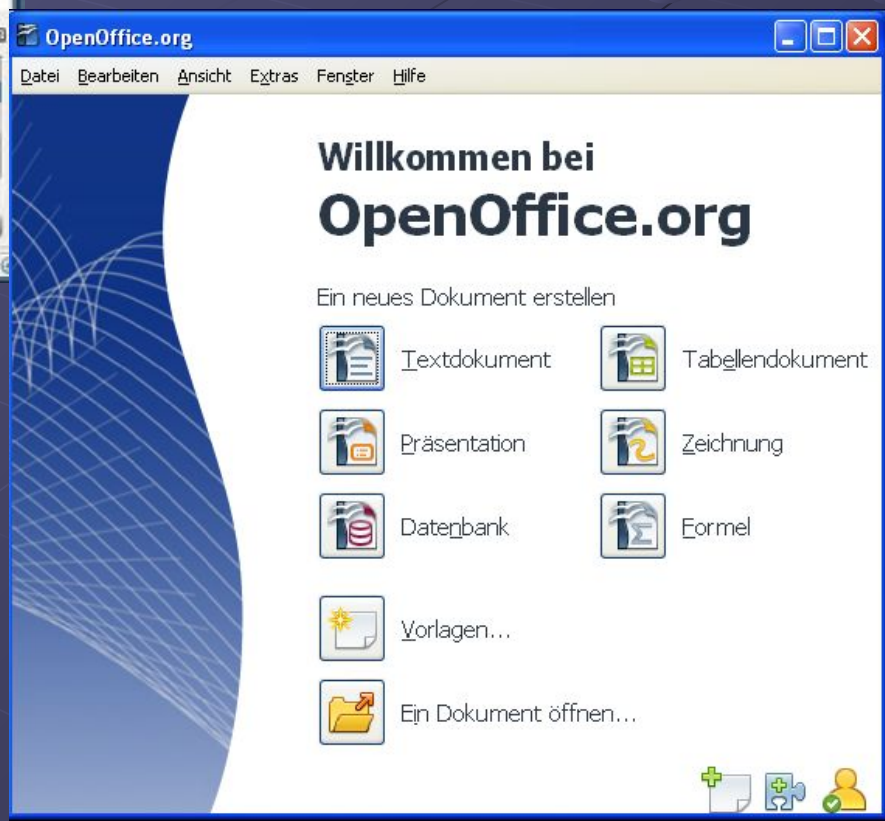 OpenOffice.org
Datei Bearbeiten Ansicht Extras Fenster Hilfe
Willkommen bei
OpenOffice.org
Ein neues Dokument erstellen
Textdokument Tabellendokument
Präsentation Zeichnung
Datenbank Formel
Vorlagen...
Ein Dokument öffnen...